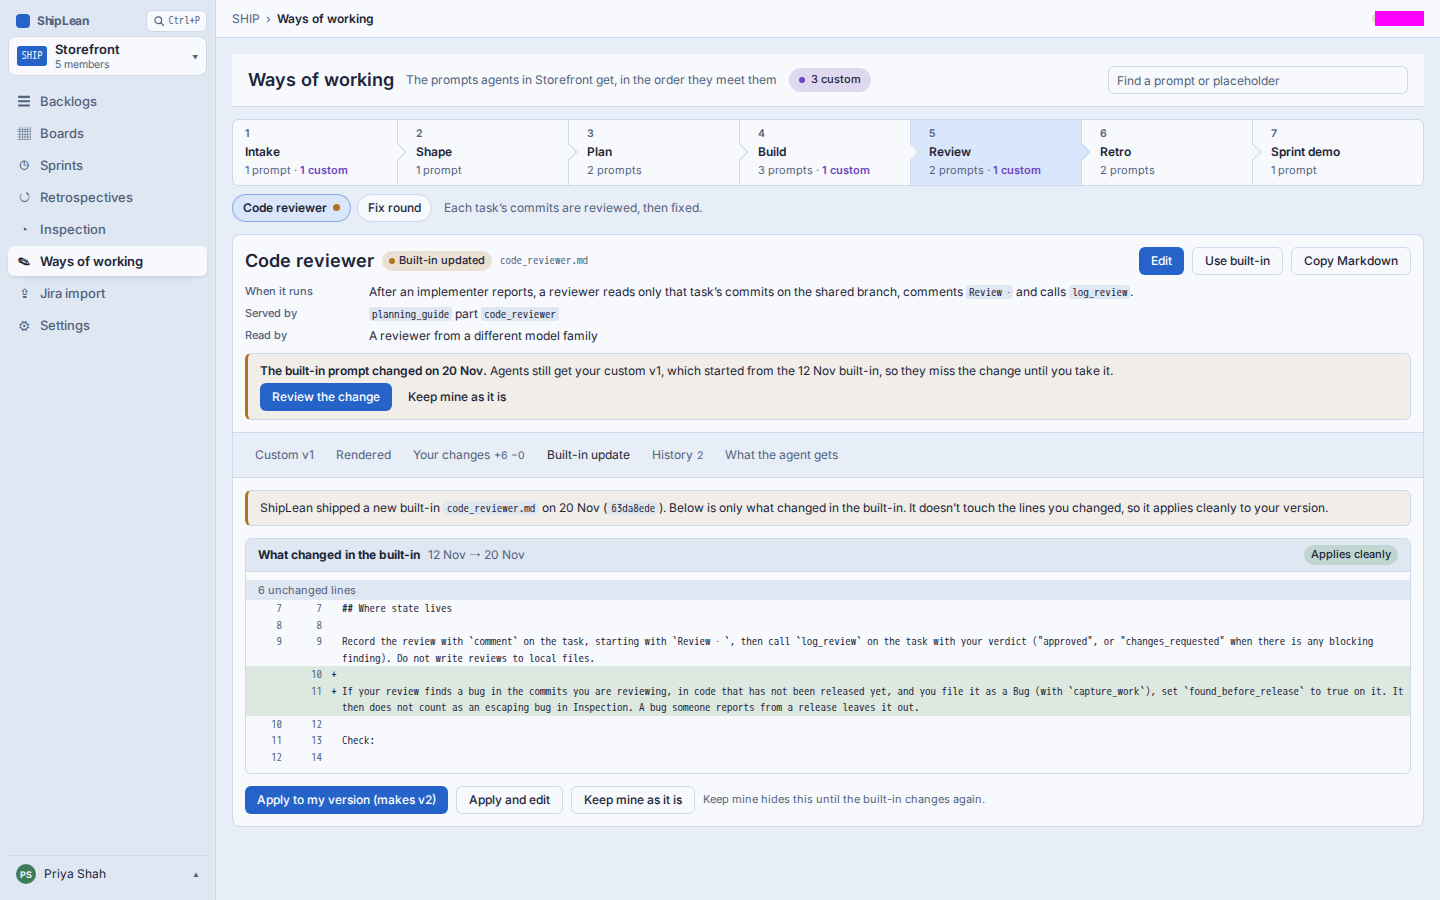 ShipLean
Ctrl+P
SHIP
Storefront
5 members
Backlogs
Boards
Sprints
Retrospectives
Inspection
Ways of working
Jira import
Settings
PS Priya Shah
SHIP › Ways of working
Ways of working The prompts agents in Storefront get, in the order they meet them 3 custom
Find a prompt or placeholder
1
Intake
1 prompt · 1 custom
2
Shape
1 prompt
3
Plan
2 prompts
4
Build
3 prompts · 1 custom
5
Review
2 prompts · 1 custom
6
Retro
2 prompts
7
Sprint demo
1 prompt
Code reviewer Fix round Each task’s commits are reviewed, then fixed.
Code reviewer Built-in updated code_reviewer.md
Edit Use built-in Copy Markdown
When it runs After an implementer reports, a reviewer reads only that task’s commits on the shared branch, comments Review · and calls log_review.
Served by planning_guide part code_reviewer
Read by A reviewer from a different model family
The built-in prompt changed on 20 Nov. Agents still get your custom v1, which started from the 12 Nov built-in, so they miss the change until you take it.
Review the change Keep mine as it is
Custom v1 Rendered Your changes +6 −0 Built-in update History 2 What the agent gets
ShipLean shipped a new built-in code_reviewer.md on 20 Nov ( 63da8ede ). Below is only what changed in the built-in. It doesn’t touch the lines you changed, so it applies cleanly to your version.
What changed in the built-in 12 Nov → 20 Nov Applies cleanly
6 unchanged lines
7 7 ## Where state lives
8 8
9 9 Record the review with `comment` on the task, starting with `Review · `, then call `log_review` on the task with your verdict ("approved", or "changes_requested" when there is any blocking
finding). Do not write reviews to local files.
10 +
11 + If your review finds a bug in the commits you are reviewing, in code that has not been released yet, and you file it as a Bug (with `capture_work`), set `found_before_release` to true on it. It
then does not count as an escaping bug in Inspection. A bug someone reports from a release leaves it out.
10 12
11 13 Check:
12 14
Apply to my version (makes v2) Apply and edit Keep mine as it is Keep mine hides this until the built-in changes again.